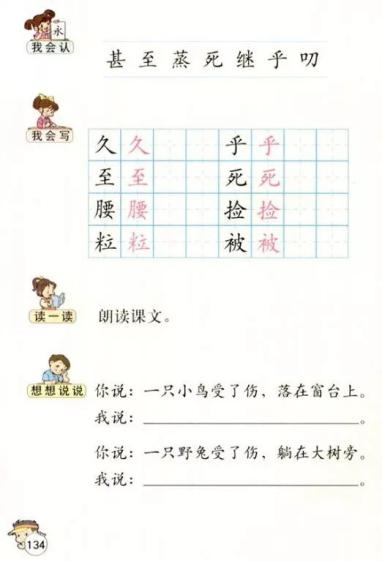 永
我会认
甚 至 蒸 死 继 乎 叨
我会写
久 久 乎 乎
至 至 死 死
腰 腰 捡 捡
粒 粒 被 被
读一读
朗读课文。
想想说说
你说：一只小鸟受了伤，落在窗台上。
我说：
你说：一只野兔受了伤，躺在大树旁。
我说：
134